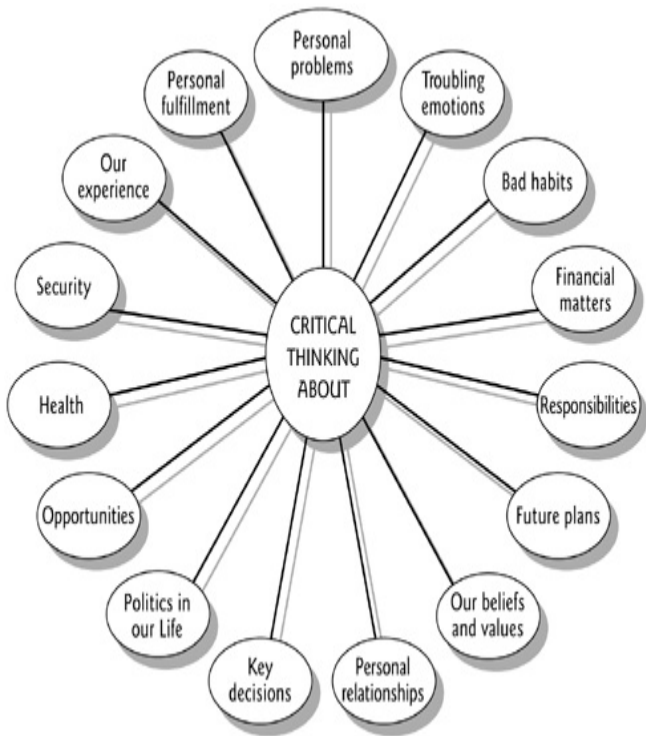 CRITICAL
THINKING
ABOUT
Personal
problems
Troubling
emotions
Bad habits
Financial
matters
Responsibilities
Future plans
Our beliefs
and values
Personal
relationships
Key
decisions
Politics in
our Life
Opportunities
Health
Security
Our
experience
Personal
fulfillment